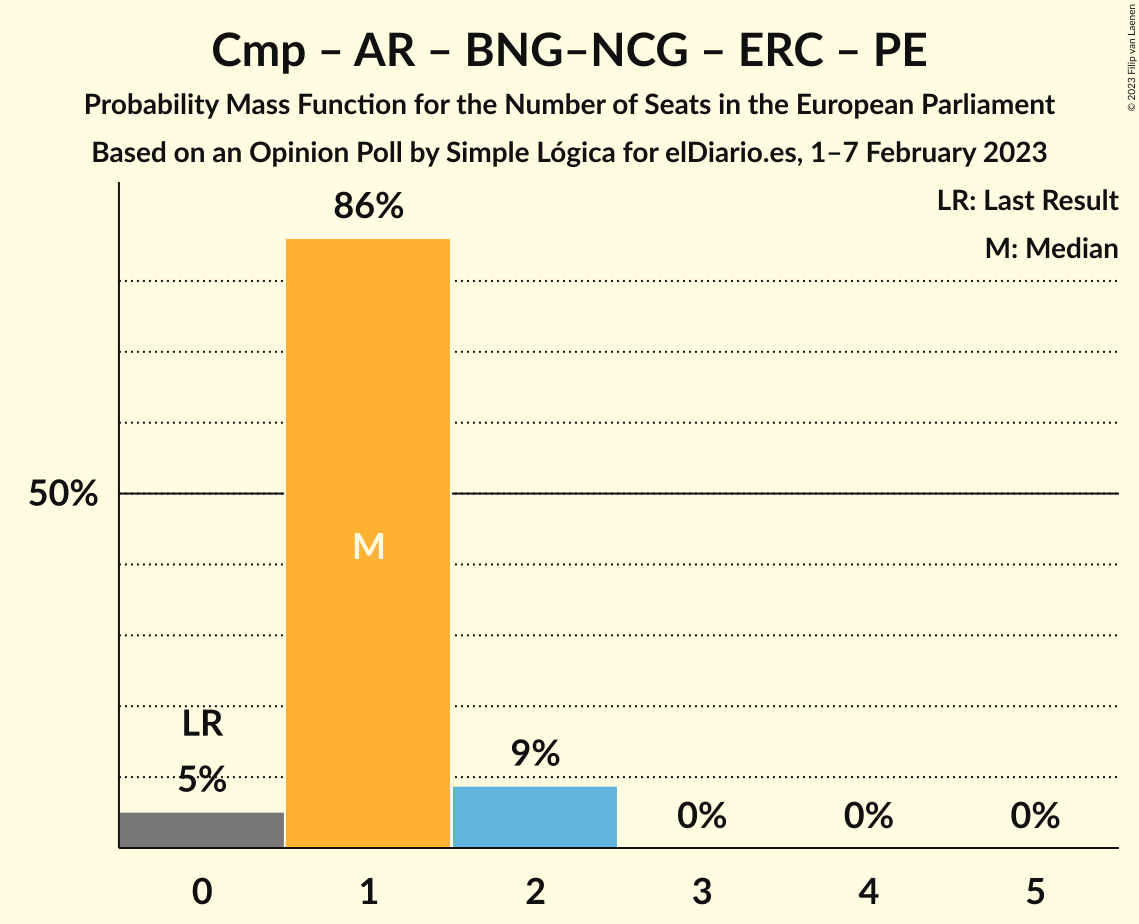 Cmp – AR – BNG–NCG – ERC – PE
Probability Mass Function for the Number of Seats in the European Parliament
Based on an Opinion Poll by Simple Lógica for elDiario.es, 1–7 February 2023
© 2023 Filip van Laenen
LR: Last Result
M: Median
86%
50%
M
LR
5%
9%
0%
0%
0%
0
1
2
3
4
5